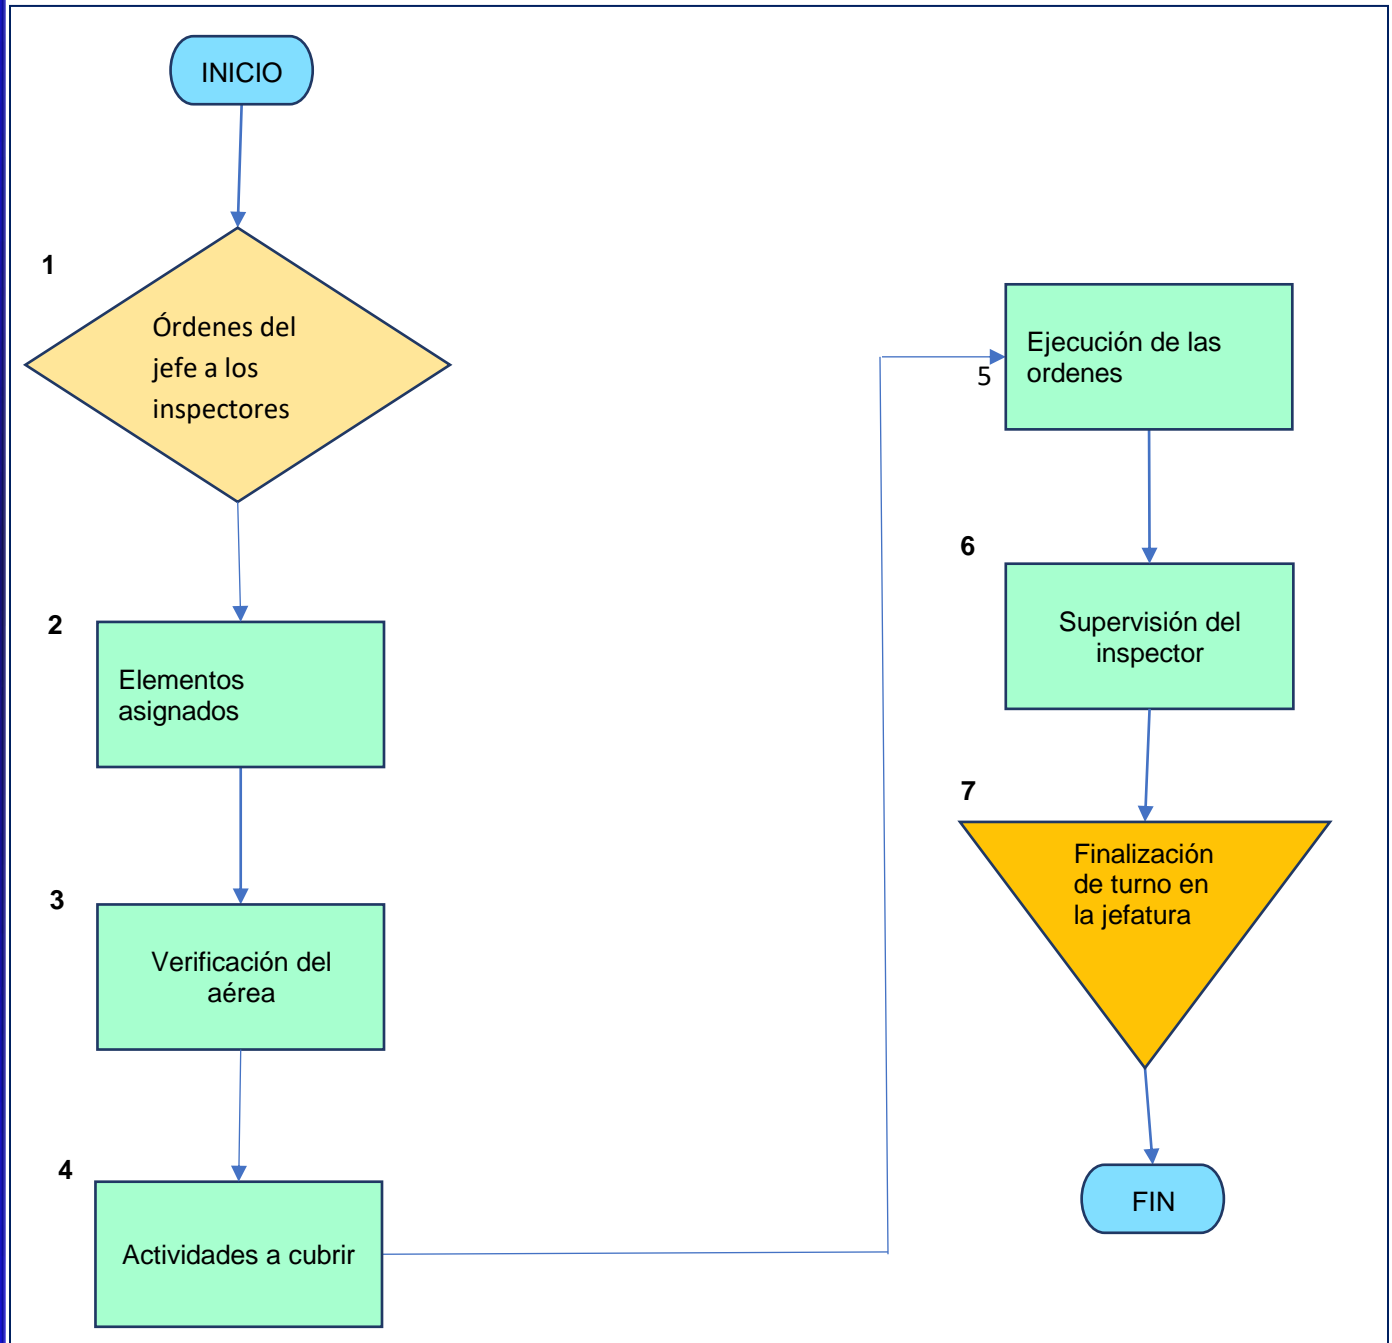 INICIO
1
Órdenes del
jefe a los
inspectores
2
Elementos
asignados
3
Verificación del
aérea
4
Actividades a cubrir
5
Ejecución de las
ordenes
6
Supervisión del
inspector
7
Finalización
de turno en
la jefatura
FIN